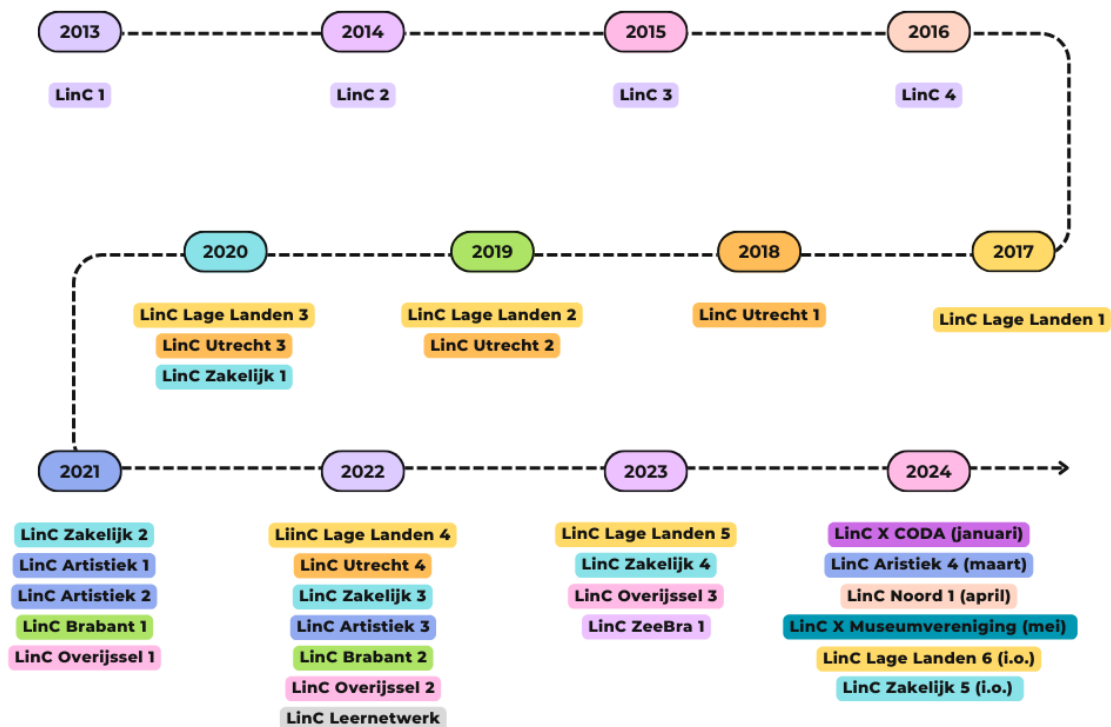 2013
2014
2015
2016
LinC 1
LinC 2
LinC 3
LinC 4
2020
2019
2018
2017
LinC Lage Landen 3
LinC Utrecht 3
LinC Zakelijk 1
LinC Lage Landen 2
LinC Utrecht 2
LinC Utrecht 1
LinC Lage Landen 1
2021
2022
2023
2024
LinC Zakelijk 2
LinC Artistiek 1
LinC Artistiek 2
LinC Brabant 1
LinC Overijssel 1
LiinC Lage Landen 4
LinC Utrecht 4
LinC Zakelijk 3
LinC Artistiek 3
LinC Brabant 2
LinC Overijssel 2
LinC Leernetwerk
LinC Lage Landen 5
LinC Zakelijk 4
LinC Overijssel 3
LinC ZeeBra 1
LinC X CODA (januari)
LinC Aristiek 4 (maart)
LinC Noord 1 (april)
LinC X Museumvereniging (mei)
LinC Lage Landen 6 (i.o.)
LinC Zakelijk 5 (i.o.)